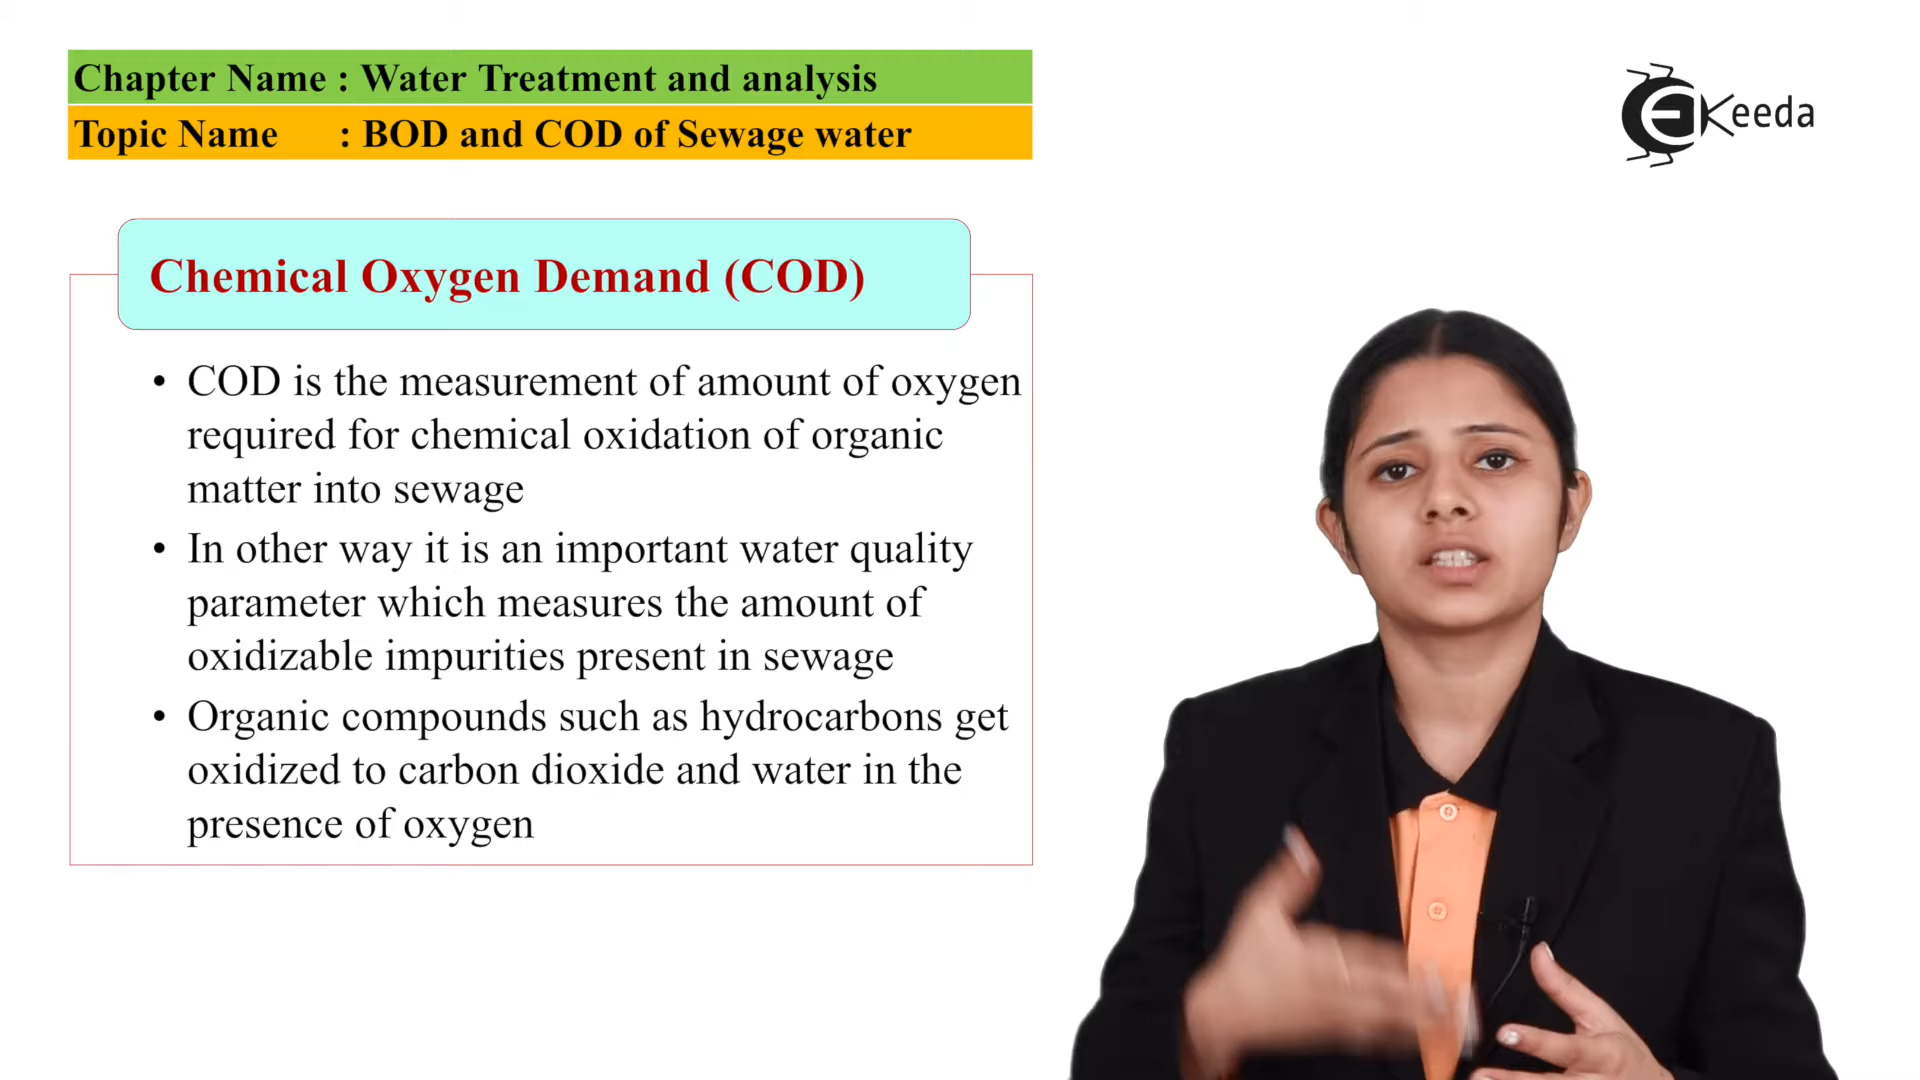 Chapter Name : Water Treatment and analysis
Topic Name : BOD and COD of Sewage water
EKeeda
Chemical Oxygen Demand (COD)
• COD is the measurement of amount of oxygen
required for chemical oxidation of organic
matter into sewage
• In other way it is an important water quality
parameter which measures the amount of
oxidizable impurities present in sewage
• Organic compounds such as hydrocarbons get
oxidized to carbon dioxide and water in the
presence of oxygen